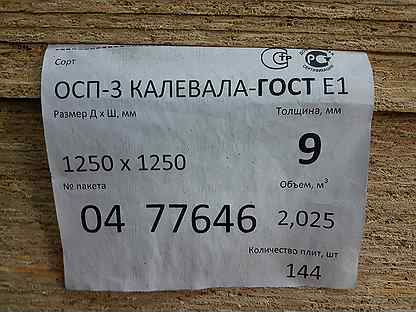 Сорт
ОСП-3 КАЛЕВАЛА-ГОСТ Е1
Размер Д х Ш, мм Толщина, мм
1250 x 1250 9
№ пакета Объем, м³
04 77646 2,025
Количество плит, шт
144